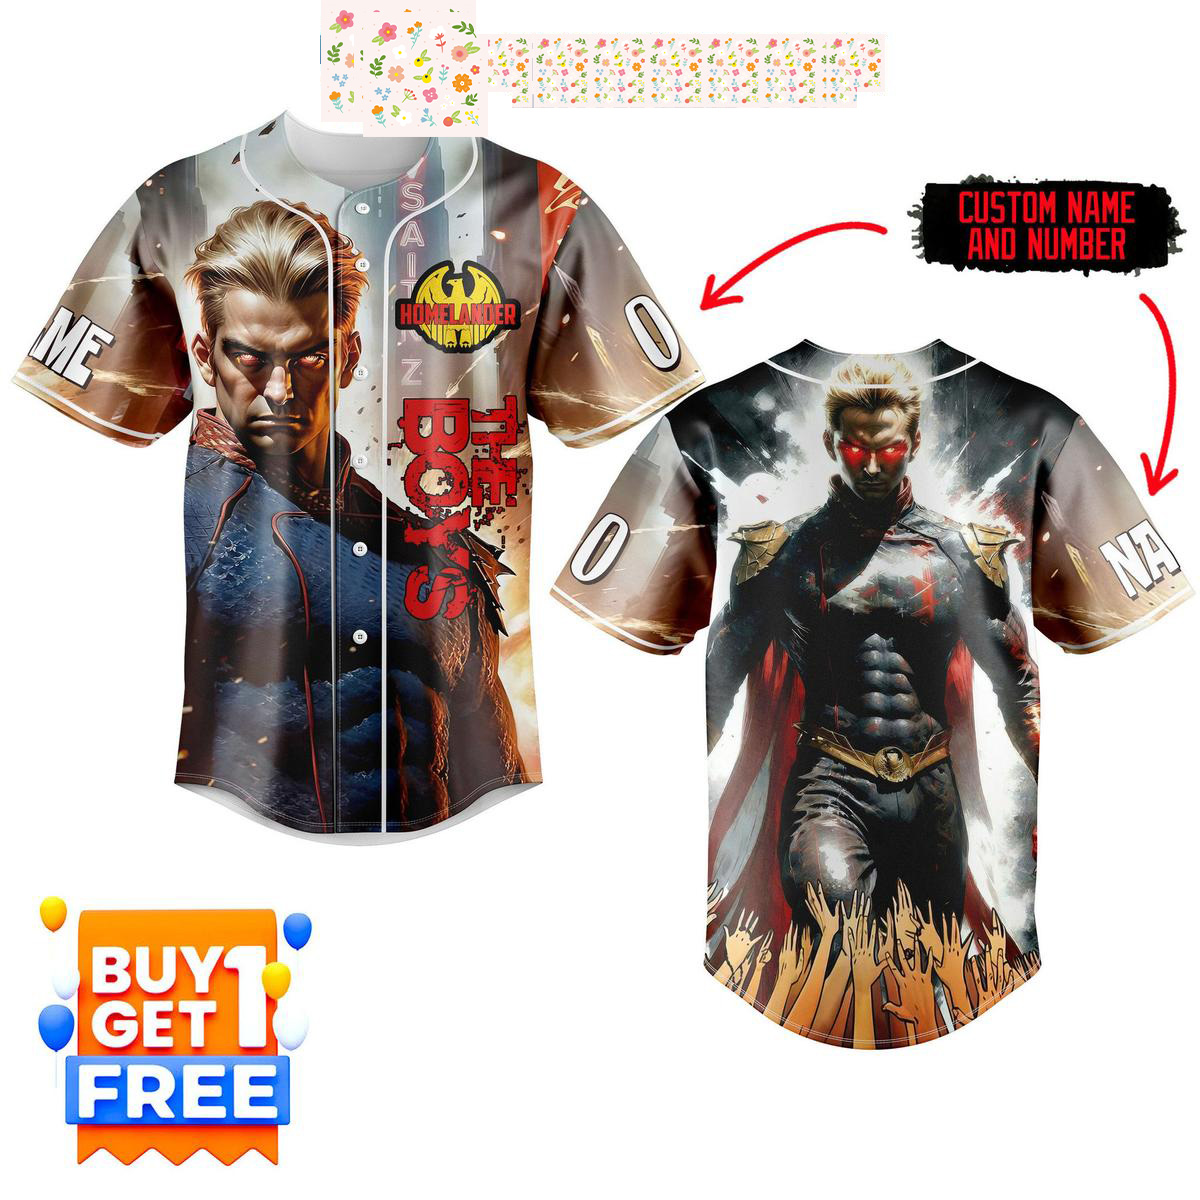 CUSTOM NAME
AND NUMBER
HOMELANDER
THE
BOYS
ME
0
0
NA
BUY 1
GET
FREE